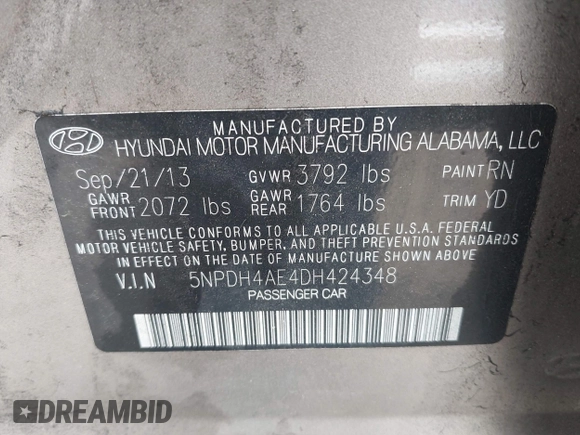 MANUFACTURED BY
HYUNDAI MOTOR MANUFACTURING ALABAMA, LLC
Sep/21/13 GVWR 3792 lbs PAINT RN
GAWR FRONT 2072 lbs GAWR REAR 1764 lbs TRIM YD
THIS VEHICLE CONFORMS TO ALL APPLICABLE U.S.A. FEDERAL
MOTOR VEHICLE SAFETY, BUMPER, AND THEFT PREVENTION STANDARDS
IN EFFECT ON THE DATE OF MANUFACTURE SHOWN ABOVE.
V.I.N 5NPDH4AE4DH424348
PASSENGER CAR
DREAMBID